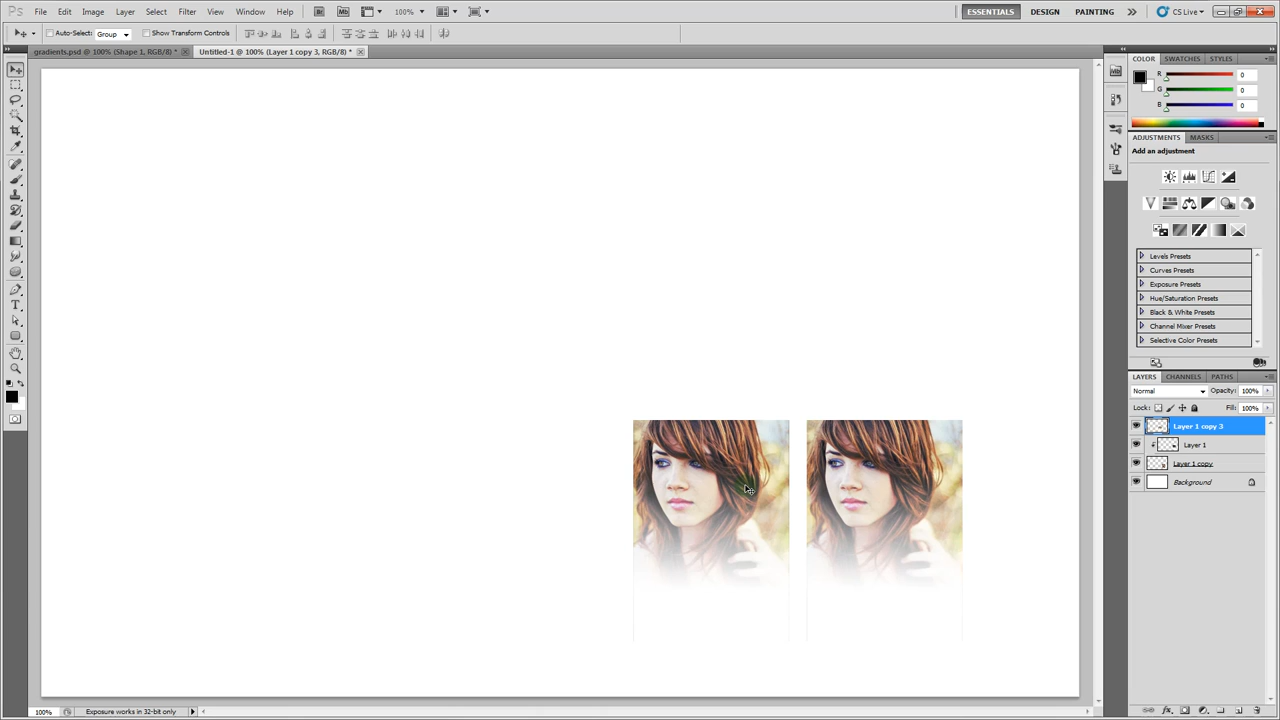 Ps File Edit Image Layer Select Filter Analysis View Window Help Br Mb 100% ESSENTIALS DESIGN PAINTING CS Live
Auto-Select: Group Show Transform Controls
gradients.psd @ 100% (Shape 1, RGB/8) * Untitled-1 @ 100% (Layer 1 copy 3, RGB/8) *
COLOR SWATCHES STYLES
R 0
G 0
B 0
ADJUSTMENTS MASKS
Add an adjustment
Levels Presets
Curves Presets
Exposure Presets
Hue/Saturation Presets
Black & White Presets
Channel Mixer Presets
Selective Color Presets
LAYERS CHANNELS PATHS
Normal Opacity: 100%
Lock: Fill: 100%
Layer 1 copy 3
Layer 1
Layer 1 copy
Background
100% Exposure works in 32-bit only